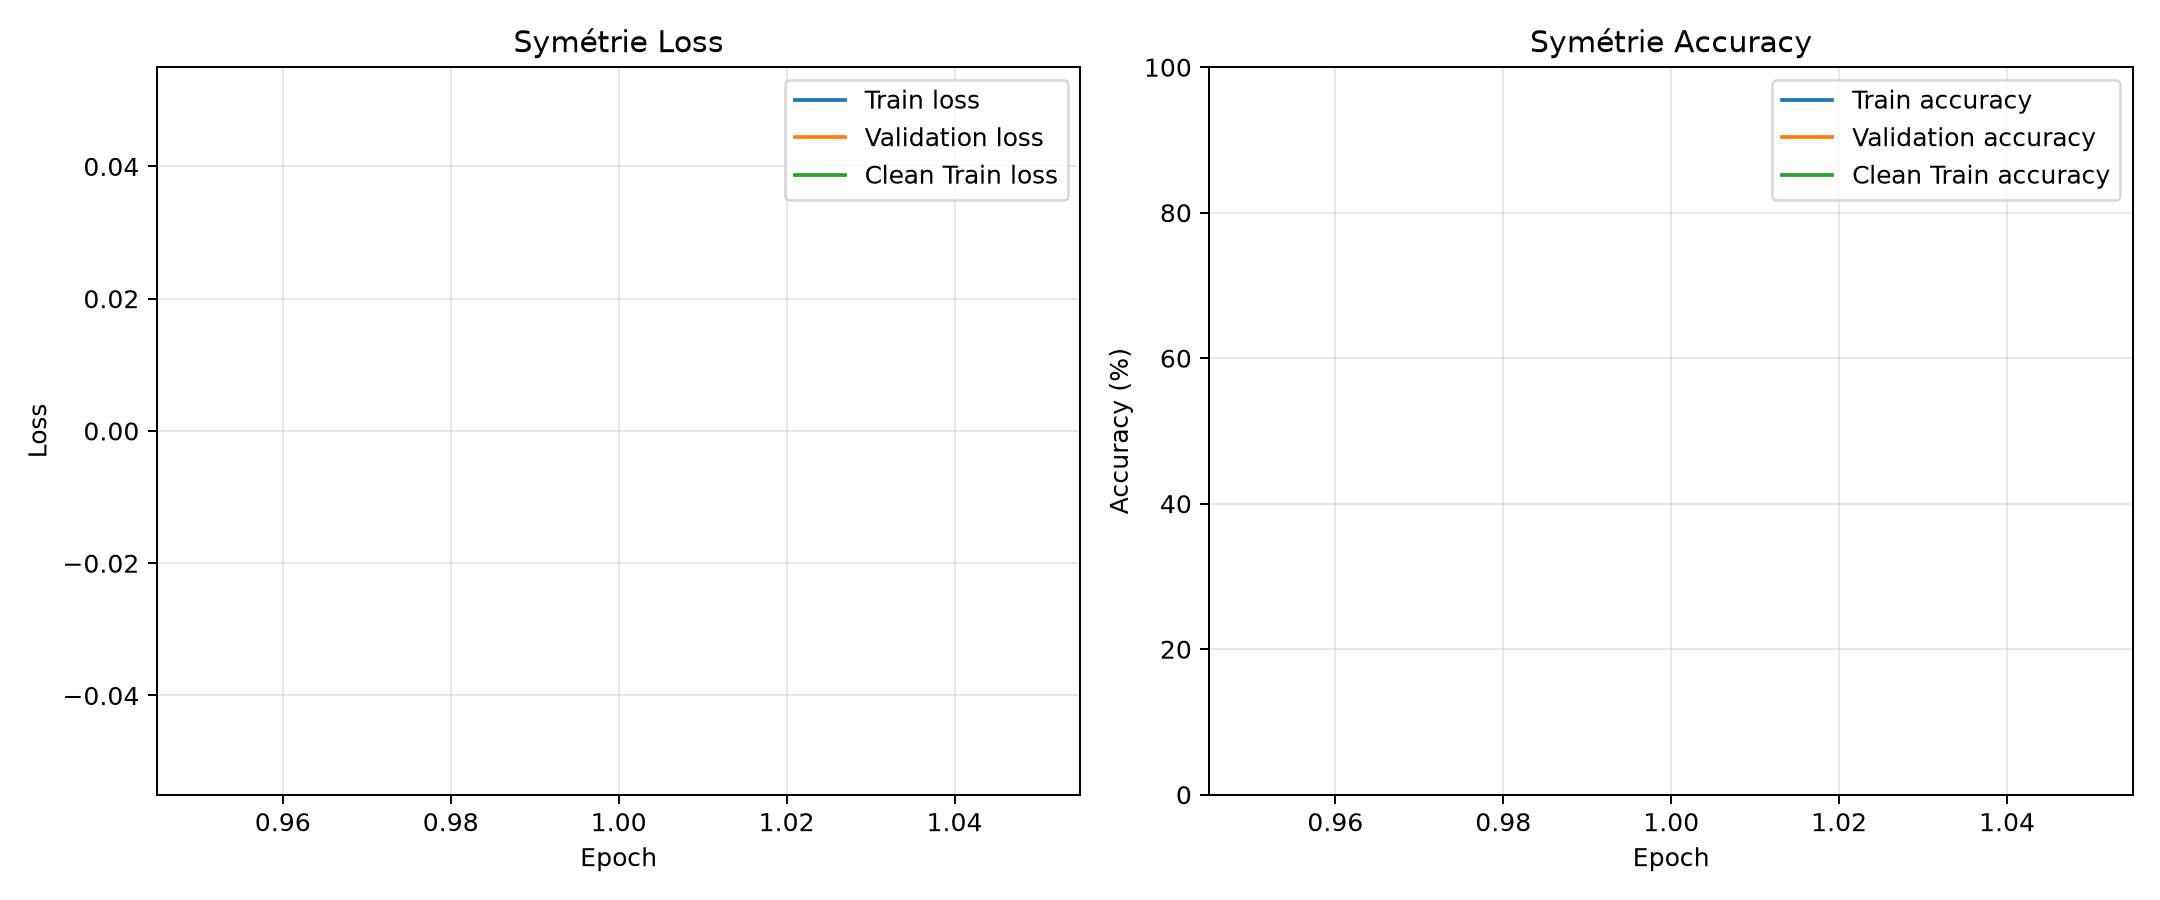 Symétrie Loss
Train loss
Validation loss
Clean Train loss
0.04
0.02
0.00
−0.02
−0.04
Loss
0.96 0.98 1.00 1.02 1.04
Epoch
Symétrie Accuracy
Train accuracy
Validation accuracy
Clean Train accuracy
100
80
60
40
20
0
Accuracy (%)
0.96 0.98 1.00 1.02 1.04
Epoch